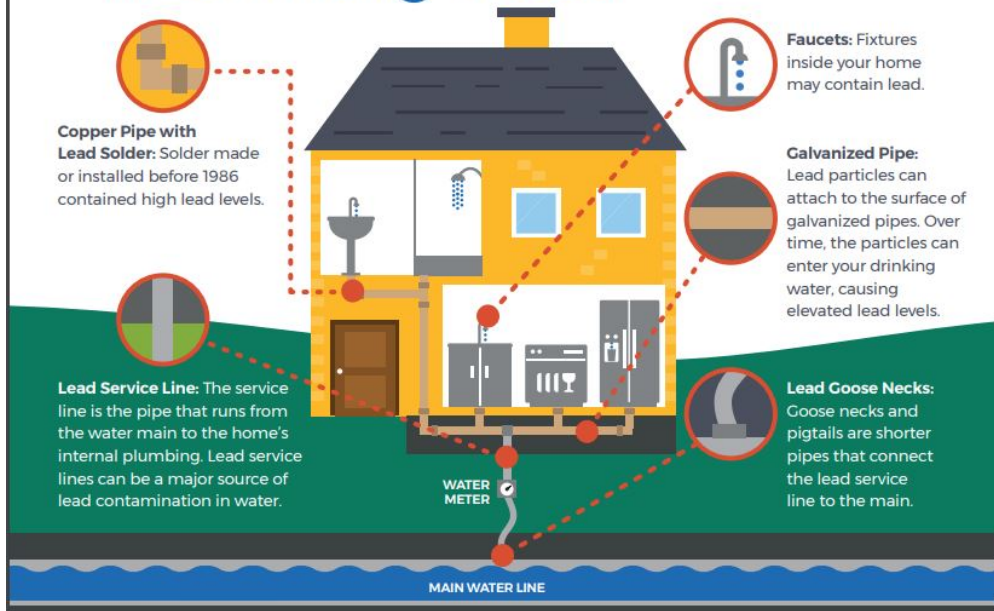 Copper Pipe with
Lead Solder: Solder made
or installed before 1986
contained high lead levels.
Lead Service Line: The service
line is the pipe that runs from
the water main to the home's
internal plumbing. Lead service
lines can be a major source of
lead contamination in water.
Faucets: Fixtures
inside your home
may contain lead.
Galvanized Pipe:
Lead particles can
attach to the surface of
galvanized pipes. Over
time, the particles can
enter your drinking
water, causing
elevated lead levels.
Lead Goose Necks:
Goose necks and
pigtails are shorter
pipes that connect
the lead service
line to the main.
WATER
METER
MAIN WATER LINE